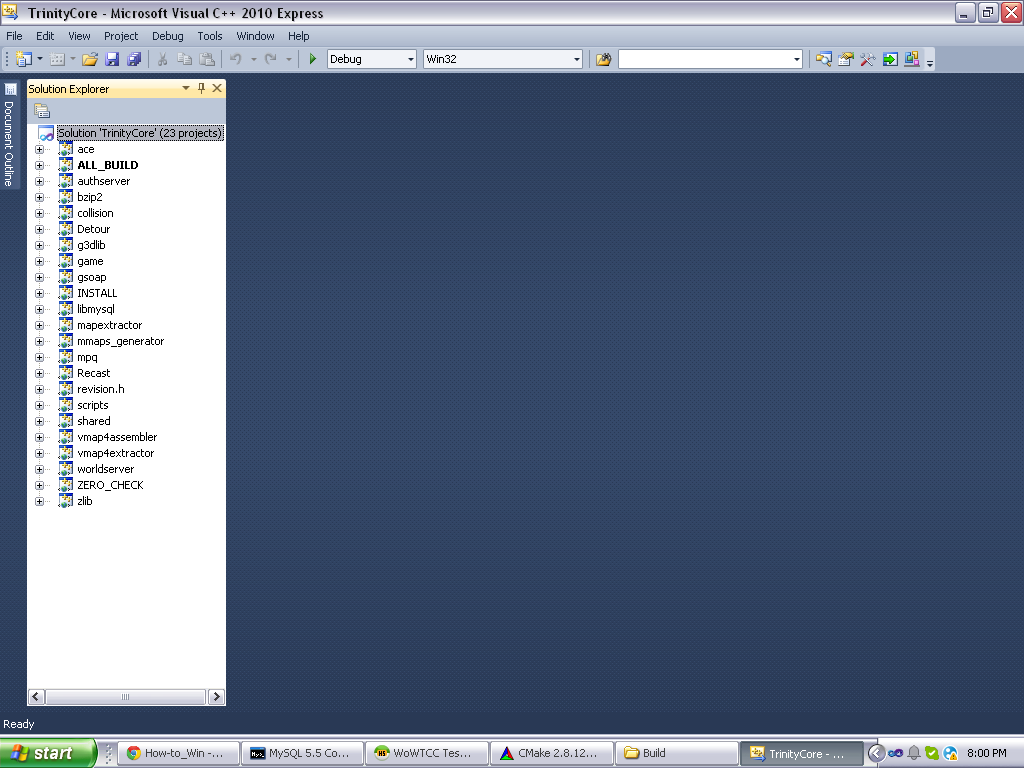 TrinityCore - Microsoft Visual C++ 2010 Express
File Edit View Project Debug Tools Window Help
Debug Win32
Document Outline
Solution Explorer
Solution 'TrinityCore' (23 projects)
ace
ALL_BUILD
authserver
bzip2
collision
Detour
g3dlib
game
gsoap
INSTALL
libmysql
mapextractor
mmaps_generator
mpq
Recast
revision.h
scripts
shared
vmap4assembler
vmap4extractor
worldserver
ZERO_CHECK
zlib
Ready
start How-to_Win -... MySQL 5.5 Co... WoWTCC Tes... CMake 2.8.12... Build TrinityCore - ... 8:00 PM